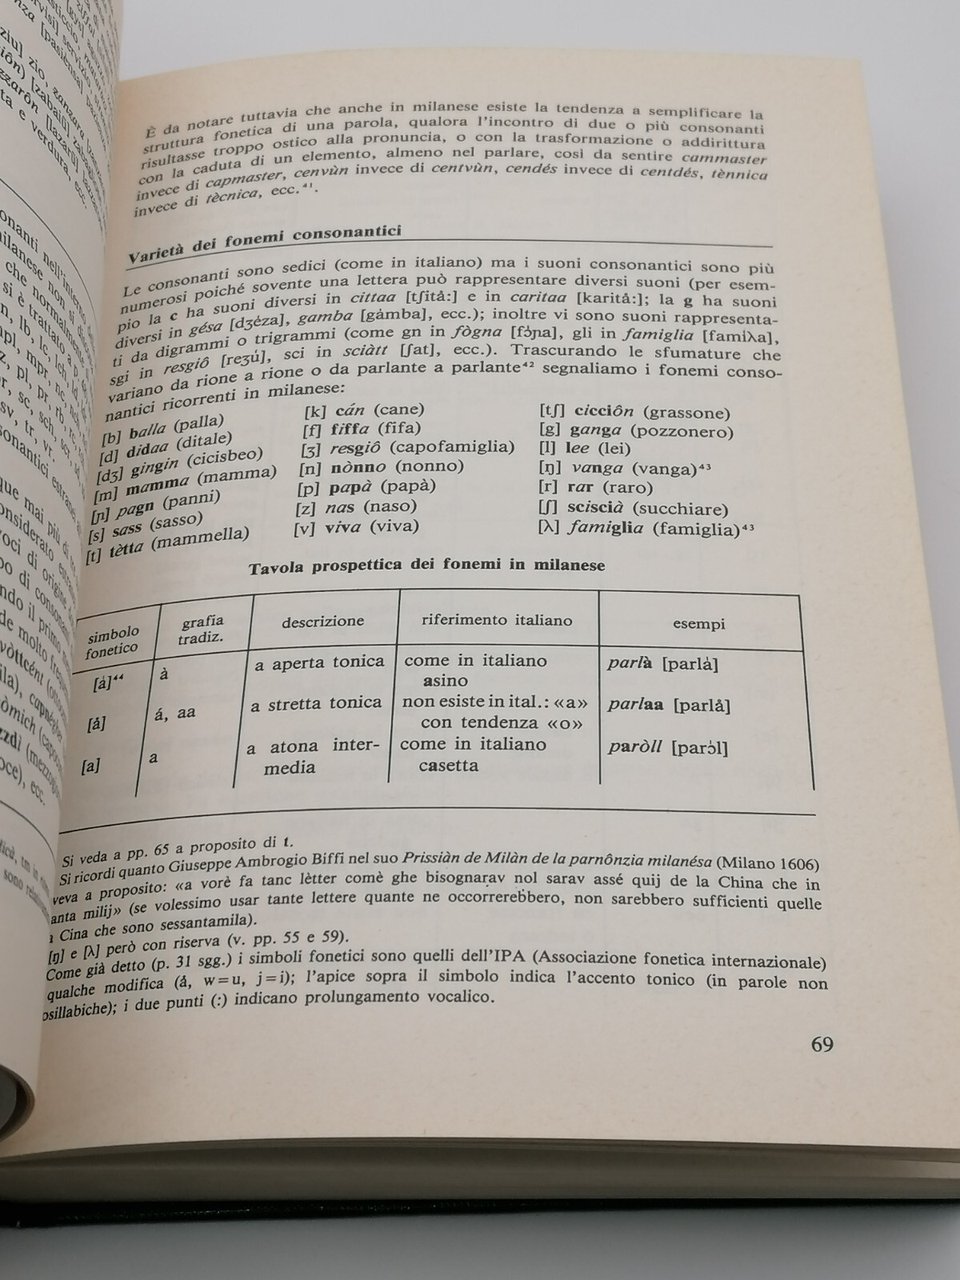 È da notare tuttavia che anche in milanese esiste la tendenza a semplificare la
struttura fonetica di una parola, qualora l'incontro di due o più consonanti
risultasse troppo ostico alla pronuncia, o con la trasformazione o addirittura
con la caduta di un elemento, almeno nel parlare, così da sentire cammaster
invece di capmaster, cenvùn invece di centvùn, cendés invece di centdés, tènnica
invece di tècnica, ecc.⁴¹.
Varietà dei fonemi consonantici
Le consonanti sono sedici (come in italiano) ma i suoni consonantici sono più
numerosi poiché sovente una lettera può rappresentare diversi suoni (per esem-
pio la c ha suoni diversi in cittaa [tʃitå:] e in caritaa [karitå:]; la g ha suoni
diversi in gésa [dʒéza], gamba [gàmba], ecc.); inoltre vi sono suoni rappresenta-
ti da digrammi o trigrammi (come gn in fògna [fɔ̀ɲa], gli in famiglia [famiʎa],
sgi in resgiô [reʒú], sci in sciàtt [ʃat], ecc.). Trascurando le sfumature che
variano da rione a rione o da parlante a parlante⁴² segnaliamo i fonemi conso-
nantici ricorrenti in milanese:
[b] balla (palla) [k] cán (cane) [tʃ] cicciôn (grassone)
[d] didaa (ditale) [f] fiffa (fifa) [g] ganga (pozzonero)
[dʒ] gingin (cicisbeo) [ʒ] resgiô (capofamiglia) [l] lee (lei)
[m] mamma (mamma) [n] nònno (nonno) [ŋ] vanga (vanga)⁴³
[ɲ] pagn (panni) [p] papà (papà) [r] rar (raro)
[s] sass (sasso) [z] nas (naso) [ʃ] sciscià (succhiare)
[t] tètta (mammella) [v] viva (viva) [ʎ] famiglia (famiglia)⁴³
Tavola prospettica dei fonemi in milanese
simbolo fonetico grafia tradiz. descrizione riferimento italiano esempi
[ȧ]⁴⁴ à a aperta tonica come in italiano parlà [parlȧ]
asino
[å] á, aa a stretta tonica non esiste in ital.: «a» parlaa [parlå]
con tendenza «o»
[a] a a atona inter- come in italiano paròll [parɔ̀l]
media casetta
Si veda a pp. 65 a proposito di t.
Si ricordi quanto Giuseppe Ambrogio Biffi nel suo Prissiàn de Milàn de la parnônzia milanésa (Milano 1606)
veva a proposito: «a vorè fa tanc lètter comè ghe bisognarav nol sarav assé quij de la China che in
anta milij» (se volessimo usar tante lettere quante ne occorrerebbero, non sarebbero sufficienti quelle
Cina che sono sessantamila).
[ŋ] e [ʎ] però con riserva (v. pp. 55 e 59).
Come già detto (p. 31 sgg.) i simboli fonetici sono quelli dell'IPA (Associazione fonetica internazionale)
qualche modifica (å, w=u, j=i); l'apice sopra il simbolo indica l'accento tonico (in parole non
osillabiche); i due punti (:) indicano prolungamento vocalico.
69